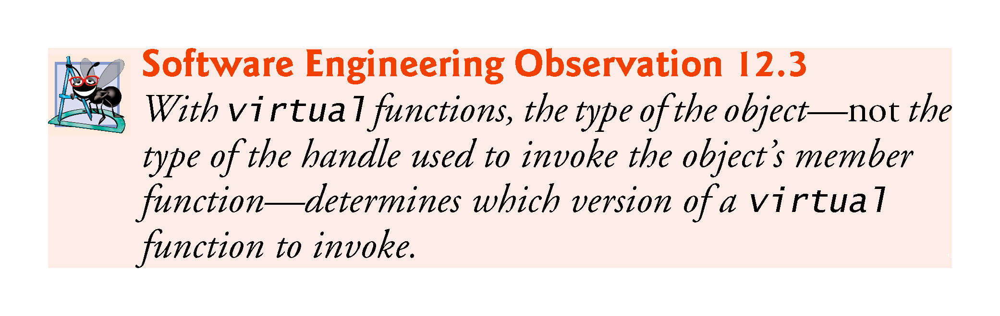 Software Engineering Observation 12.3
With virtual functions, the type of the object—not the
type of the handle used to invoke the object’s member
function—determines which version of a virtual
function to invoke.